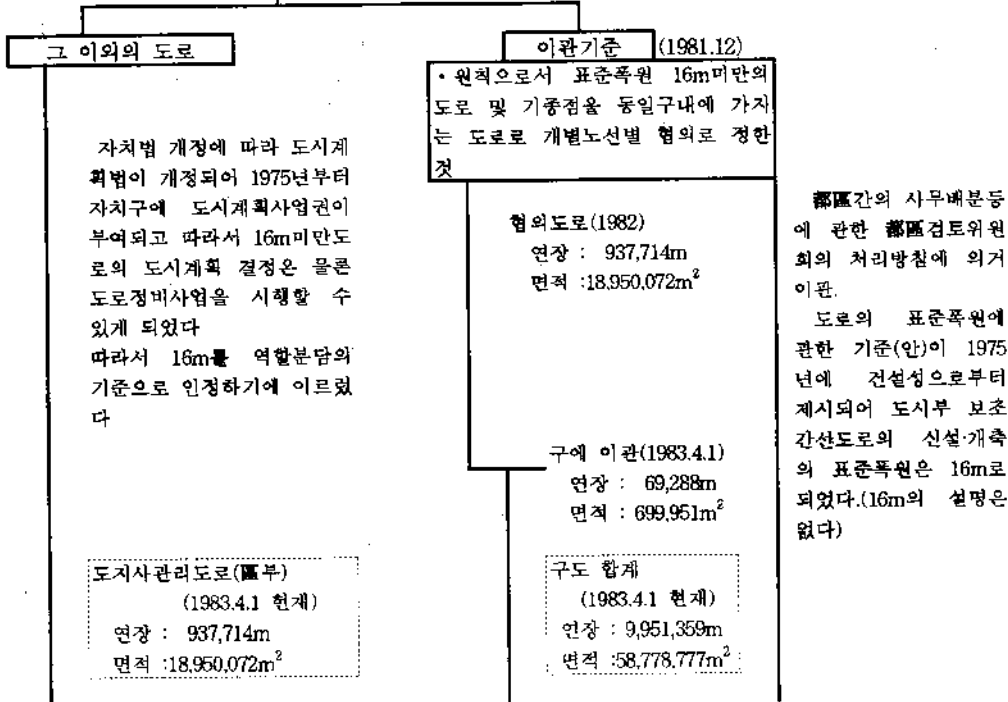 그 이외의 도로
이관기준 (1981.12)
• 원칙으로서 표준폭원 16m미만의
도로 및 기종점을 동일구내에 가지
는 도로로 개별노선별 협의로 정한
것
자치법 개정에 따라 도시계
획법이 개정되어 1975년부터
자치구에 도시계획사업권이
부여되고 따라서 16m미만도
로의 도시계획 결정은 물론
도로정비사업을 시행할 수
있게 되었다
따라서 16m를 역할분담의
기준으로 인정하기에 이르렀
다
협의도로(1982)
연장 : 937,714m
면적 :18,950,072m²
구에 이관(1983.4.1)
연장 : 69,288m
면적 : 699,951m²
都區간의 사무배분등
에 관한 都區검토위원
회의 처리방침에 의거
이관.
도로의 표준폭원에
관한 기준(안)이 1975
년에 건설성으로부터
제시되어 도시부 보조
간선도로의 신설·개축
의 표준폭원은 16m로
되었다.(16m의 설명은
없다)
도지사관리도로(區부)
(1983.4.1 현재)
연장 : 937,714m
면적 :18,950,072m²
구도 합계
(1983.4.1 현재)
연장 : 9,951,359m
면적 :58,778,777m²